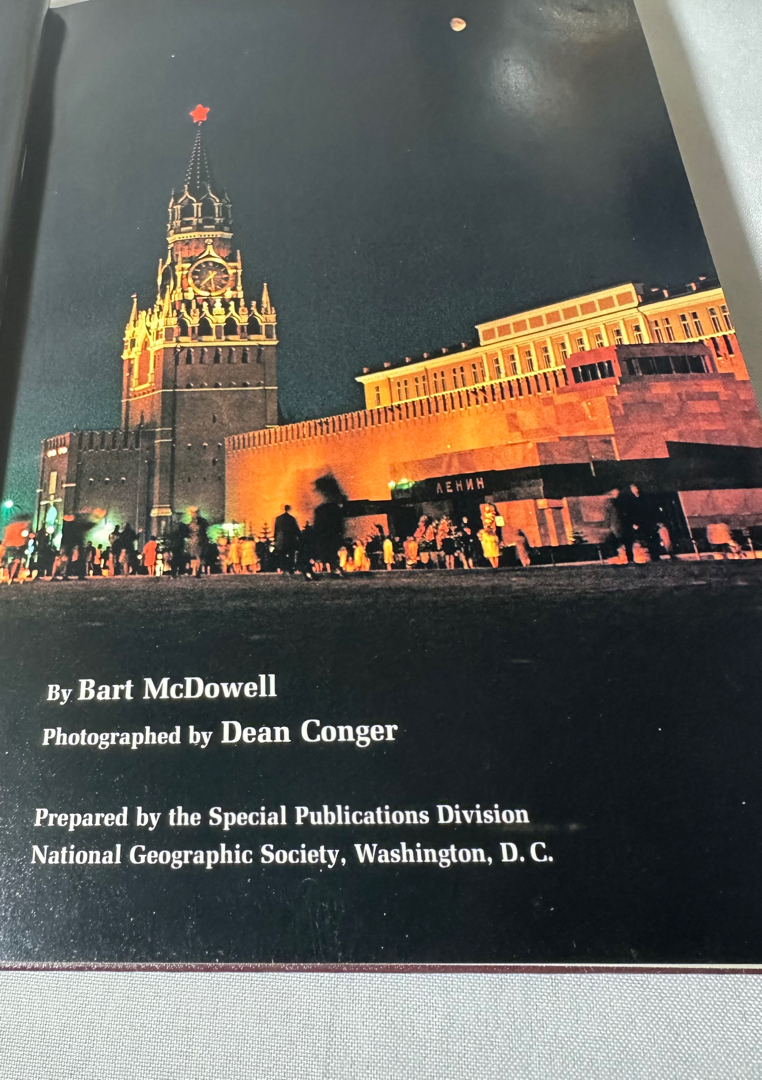 ЛЕНИН
By Bart McDowell
Photographed by Dean Conger
Prepared by the Special Publications Division
National Geographic Society, Washington, D. C.